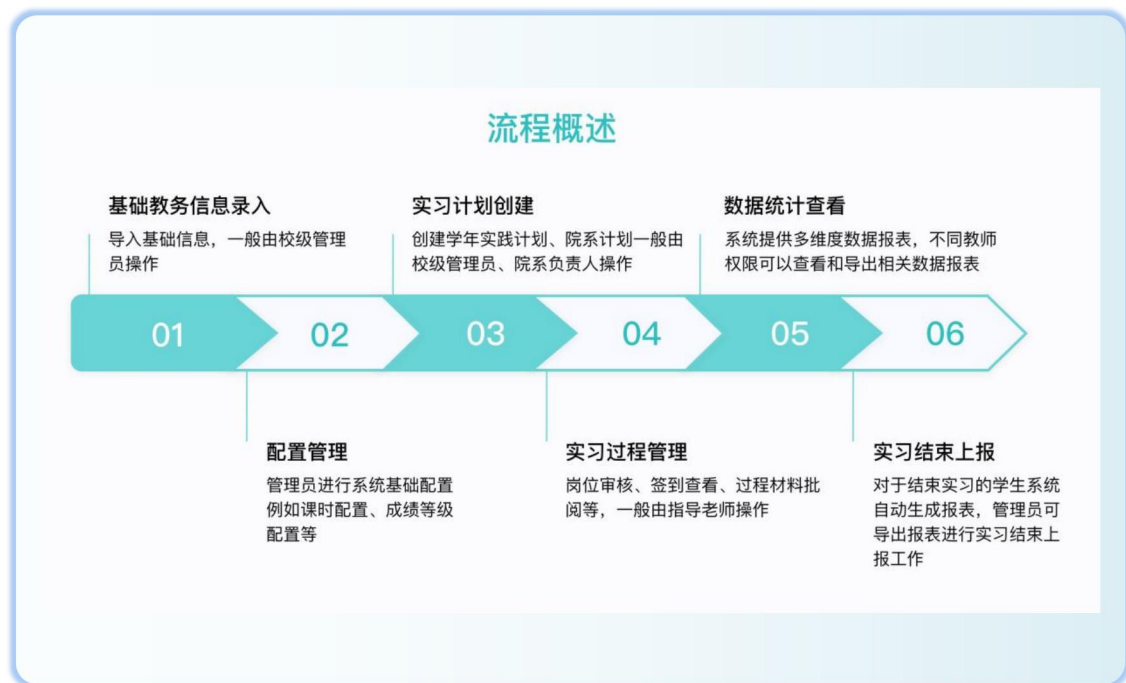 流程概述
基础教务信息录入
导入基础信息，一般由校级管理
员操作
实习计划创建
创建学年实践计划、院系计划一般由
校级管理员、院系负责人操作
数据统计查看
系统提供多维度数据报表，不同教师
权限可以查看和导出相关数据报表
01
02
03
04
05
06
配置管理
管理员进行系统基础配置
例如课时配置、成绩等级
配置等
实习过程管理
岗位审核、签到查看、过程材料批
阅等，一般由指导老师操作
实习结束上报
对于结束实习的学生系统
自动生成报表，管理员可
导出报表进行实习结束上
报工作